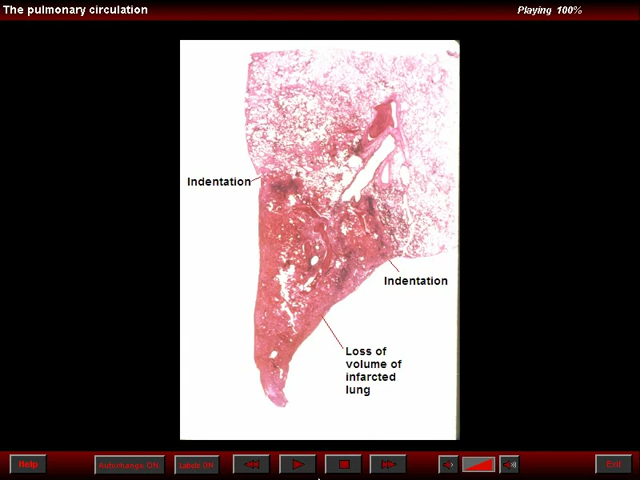 The pulmonary circulation
Playing 100%
Indentation
Indentation
Loss of
volume of
infarcted
lung
Help
Autochange ON
Labels ON
Exit